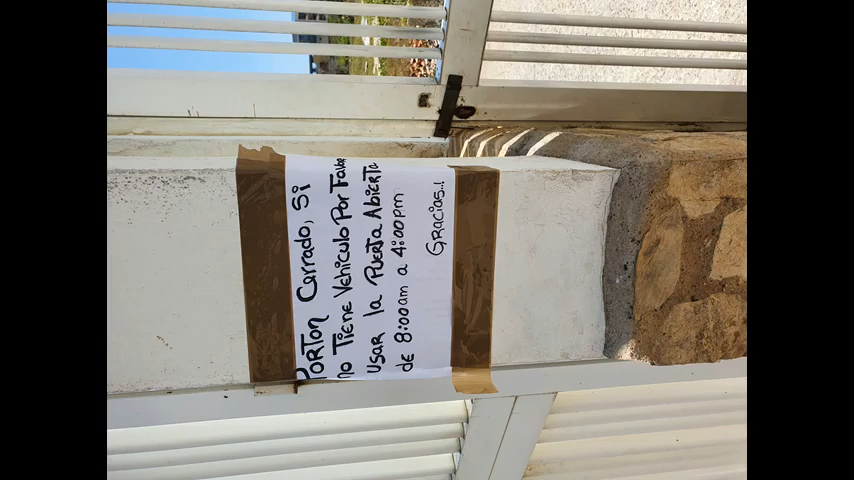 PORTON Cerrado, Si
no Tiene Vehiculo Por Favor
usar la Puerta Abierta
de 8:00am a 4:00pm
Gracias..!